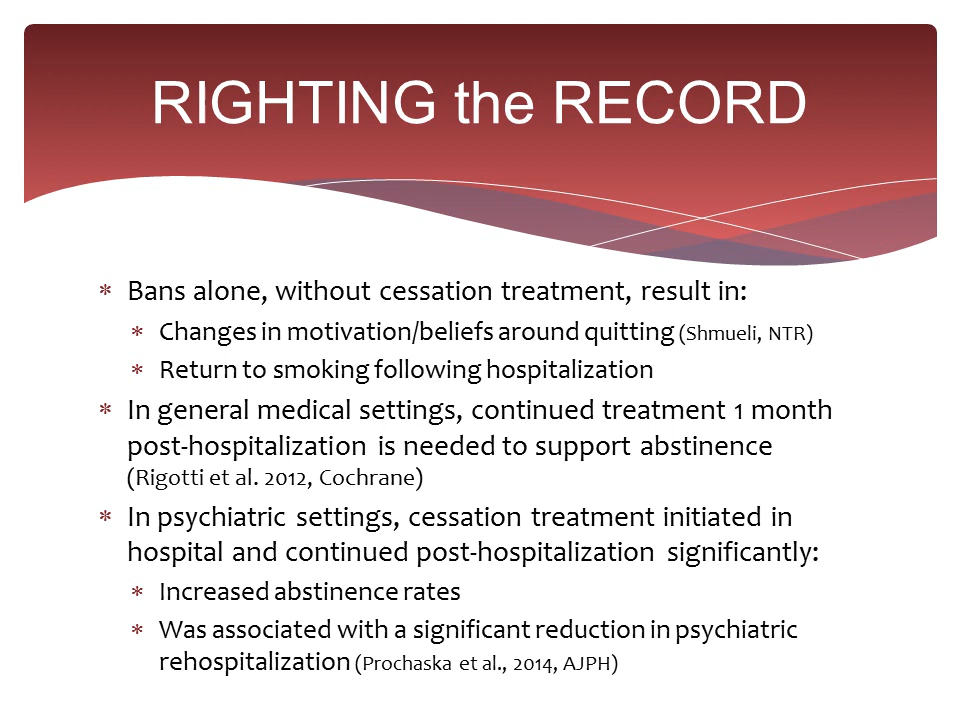 RIGHTING the RECORD
* Bans alone, without cessation treatment, result in:
* Changes in motivation/beliefs around quitting (Shmueli, NTR)
* Return to smoking following hospitalization
* In general medical settings, continued treatment 1 month
post-hospitalization is needed to support abstinence
(Rigotti et al. 2012, Cochrane)
* In psychiatric settings, cessation treatment initiated in
hospital and continued post-hospitalization significantly:
* Increased abstinence rates
* Was associated with a significant reduction in psychiatric
rehospitalization (Prochaska et al., 2014, AJPH)